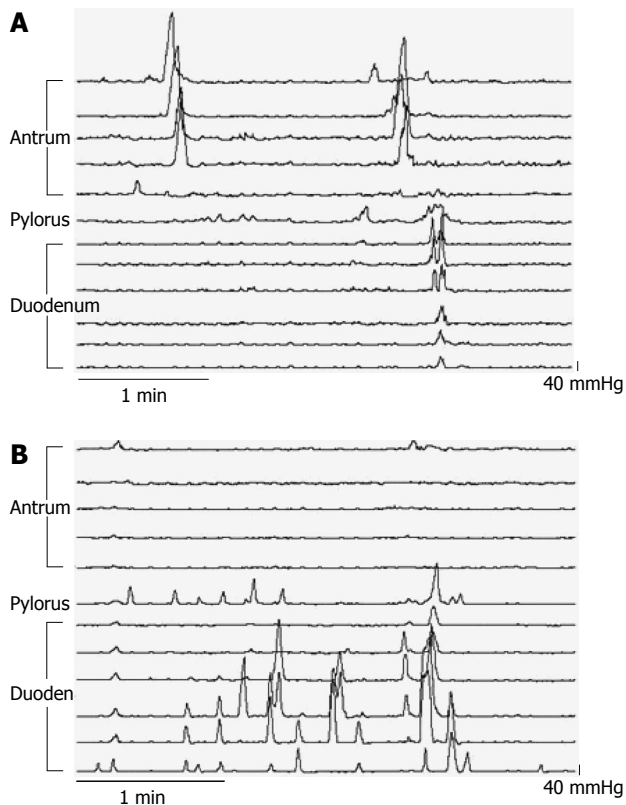 A
Antrum
Pylorus
Duodenum
1 min
40 mmHg
B
Antrum
Pylorus
Duoden
1 min
40 mmHg